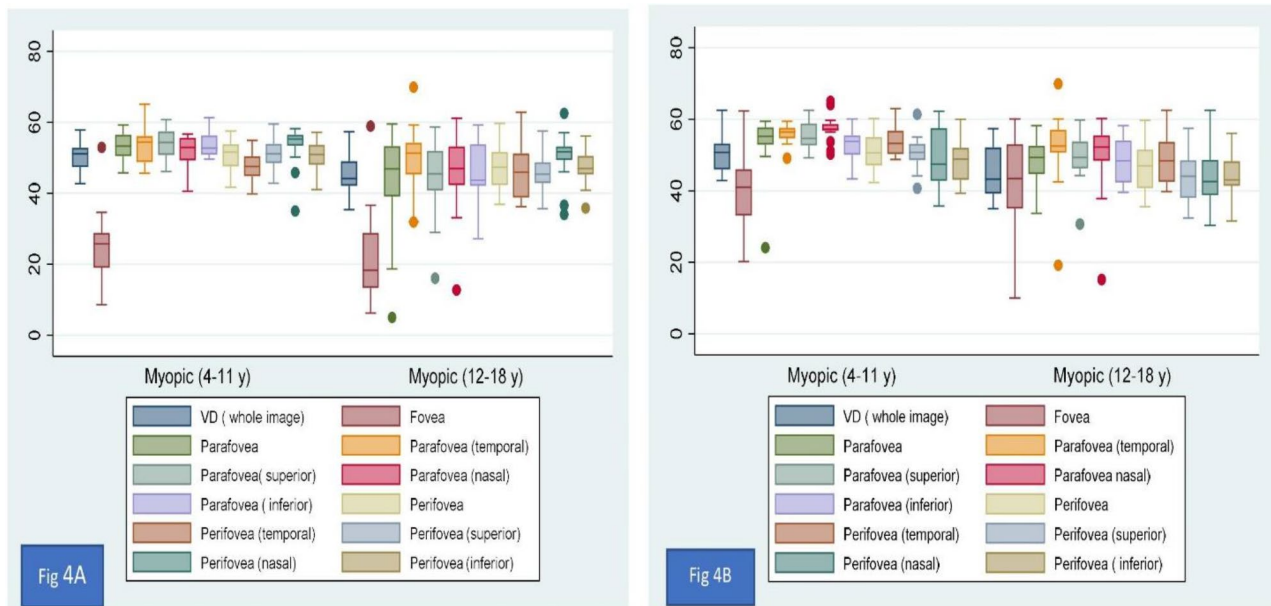 80
60
40
20
0
Myopic (4-11 y) Myopic (12-18 y)
VD ( whole image) Fovea
Parafovea Parafovea (temporal)
Parafovea( superior) Parafovea (nasal)
Parafovea ( inferior) Perifovea
Perifovea (temporal) Perifovea (superior)
Perifovea (nasal) Perifovea (inferior)
Fig 4A
80
60
40
20
0
Myopic (4-11 y) Myopic (12-18 y)
VD ( whole image) Fovea
Parafovea Parafovea (temporal)
Parafovea (superior) Parafovea nasal)
Parafovea (inferior) Perifovea
Perifovea (temporal) Perifovea (superior)
Perifovea (nasal) Perifovea ( inferior)
Fig 4B